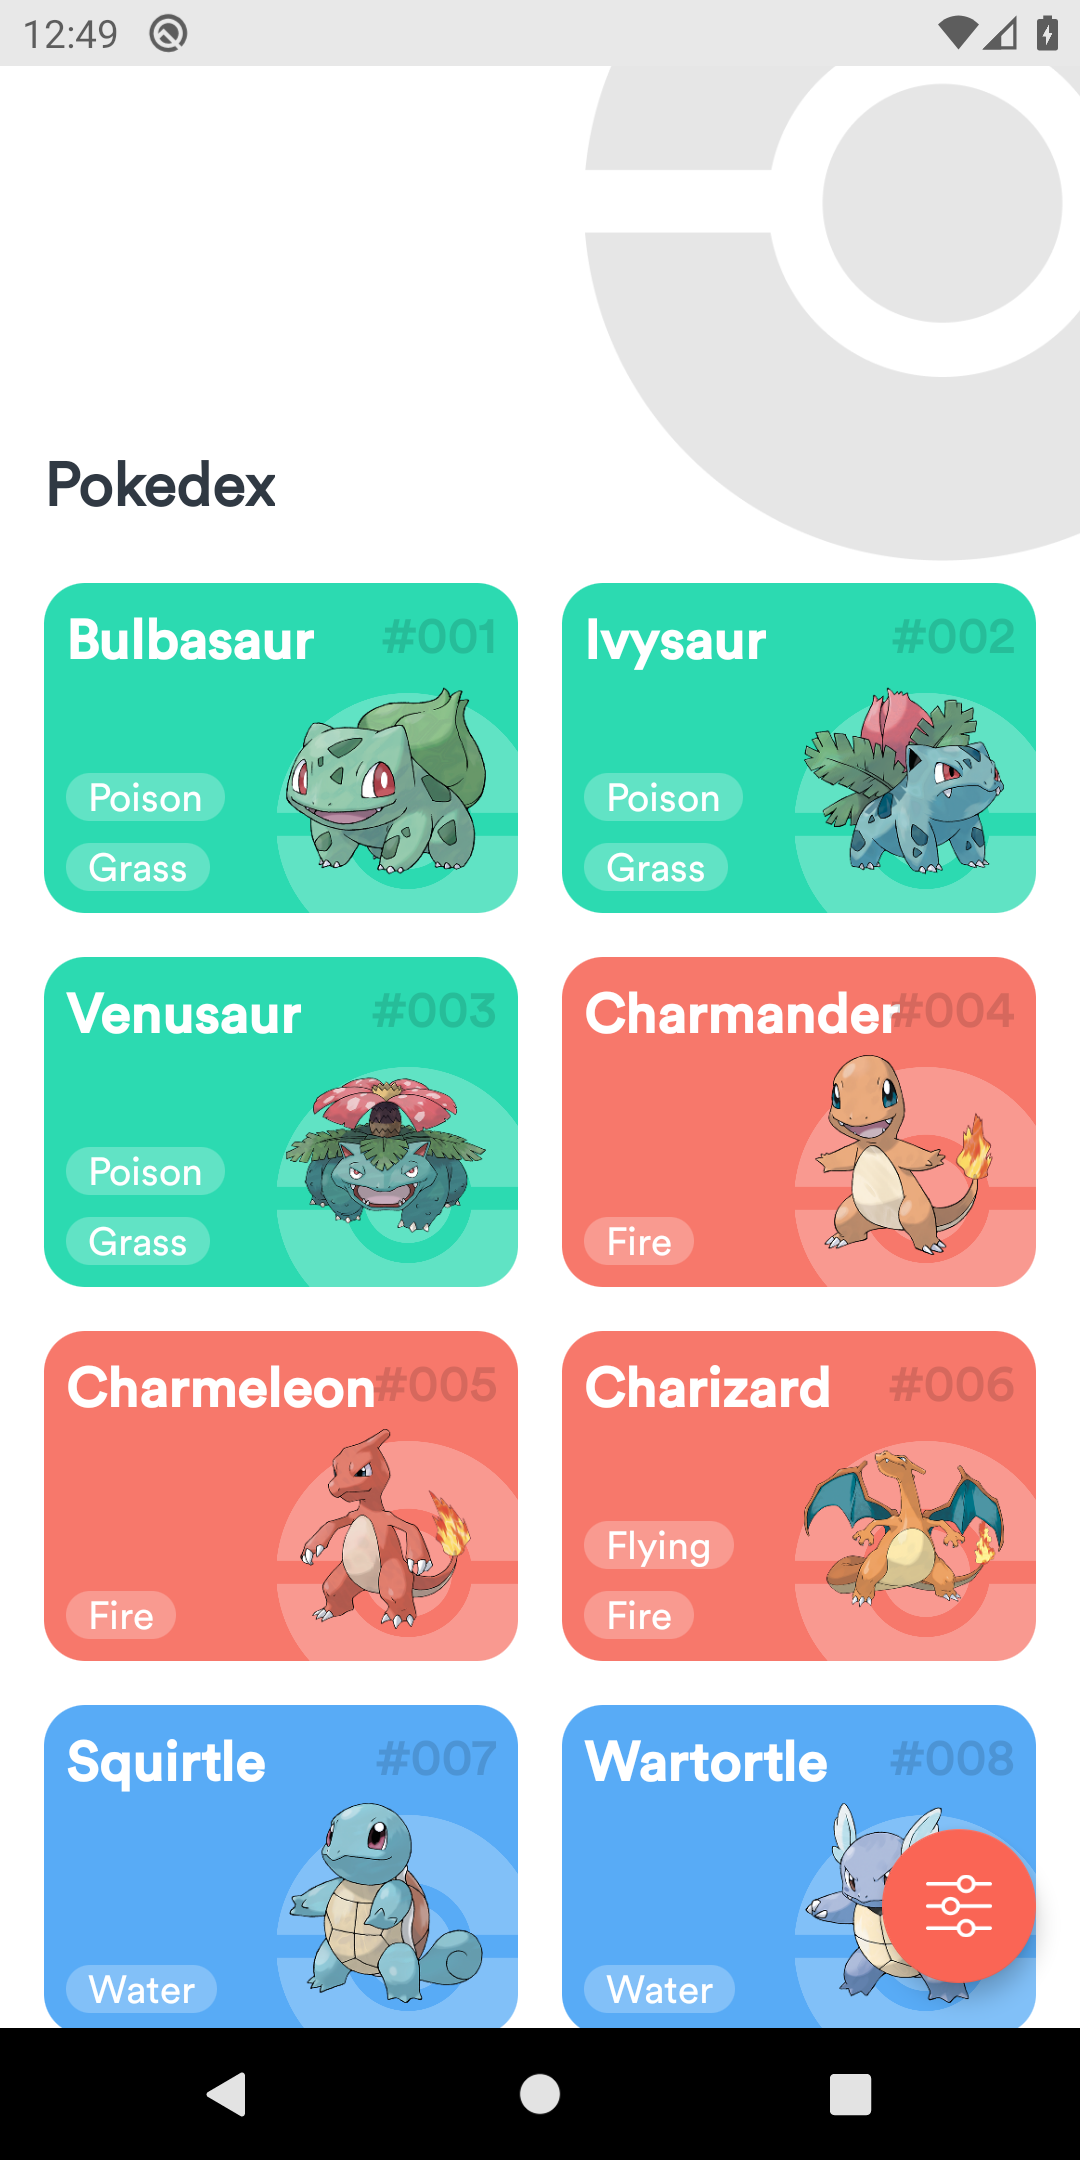 12:49
Pokedex
Bulbasaur #001
Poison
Grass
Ivysaur #002
Poison
Grass
Venusaur #003
Poison
Grass
Charmander #004
Fire
Charmeleon #005
Fire
Charizard #006
Flying
Fire
Squirtle #007
Water
Wartortle #008
Water